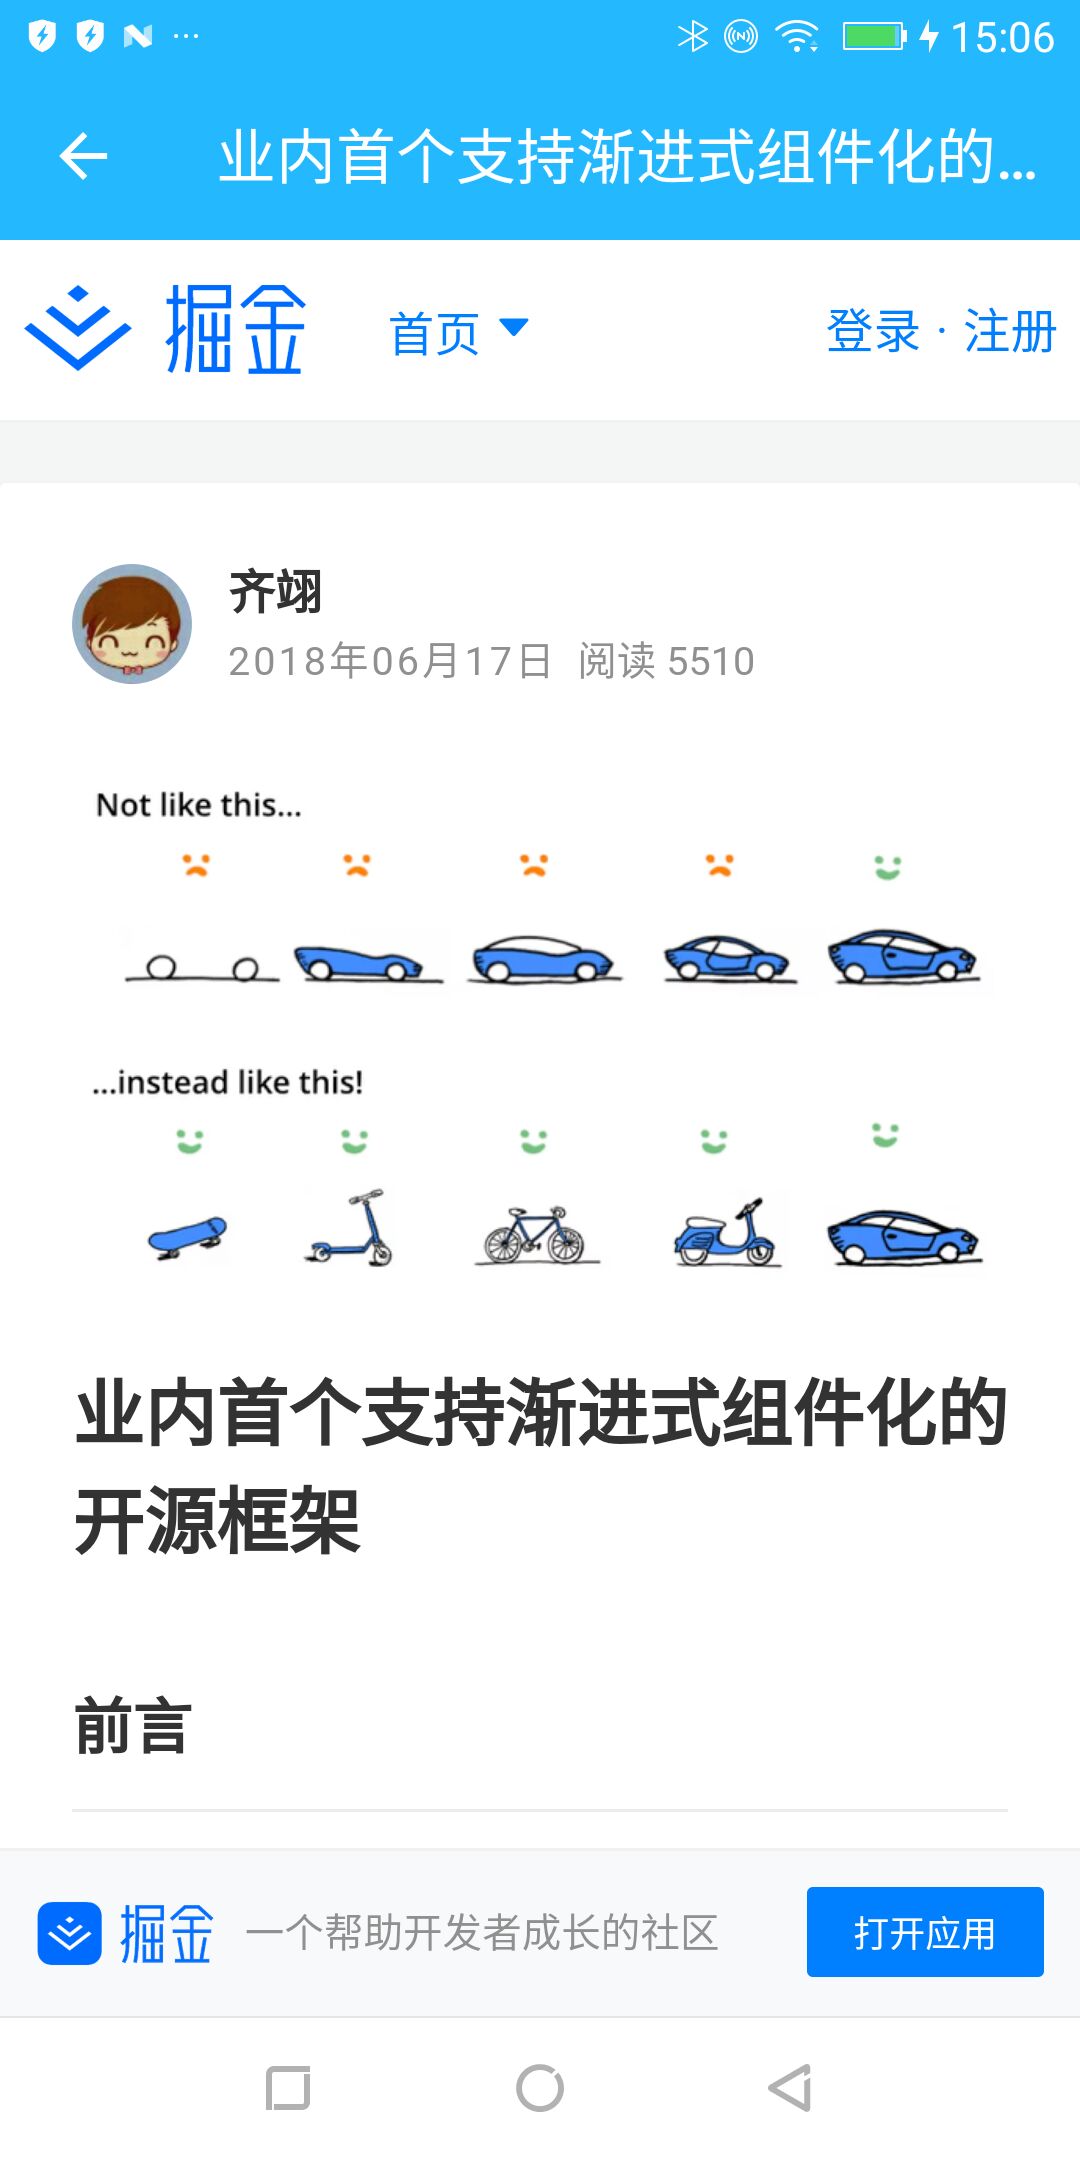 15:06
业内首个支持渐进式组件化的...
掘金
首页
登录 · 注册
齐翊
2018年06月17日 阅读 5510
Not like this...
...instead like this!
业内首个支持渐进式组件化的
开源框架
前言
掘金 一个帮助开发者成长的社区
打开应用